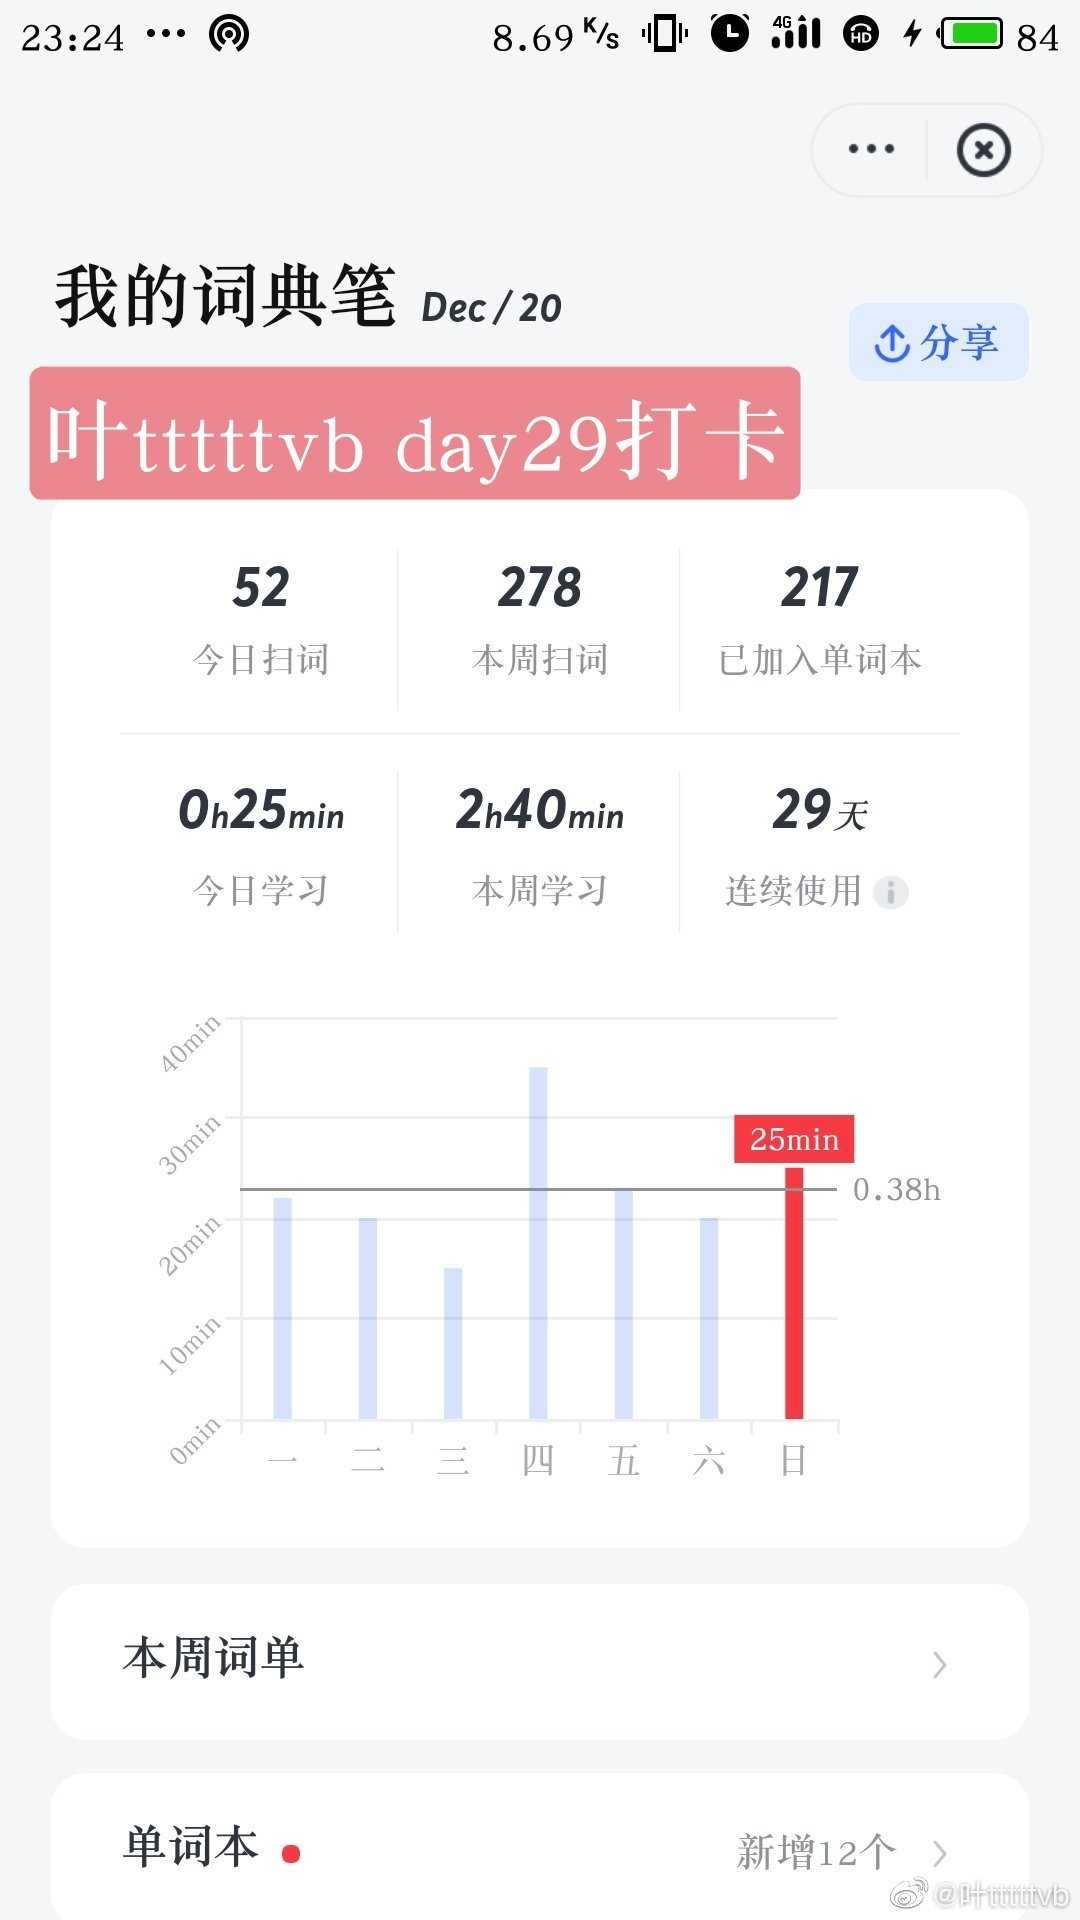 23:24 ... 8.69 K/s 4G HD 84
我的词典笔 Dec / 20
分享
叶tttttvb day29打卡
52 278 217
今日扫词 本周扫词 已加入单词本
0h25min 2h40min 29天
今日学习 本周学习 连续使用
40min
30min
25min
0.38h
20min
10min
0min
一 二 三 四 五 六 日
本周词单
单词本 新增12个
@叶tttttvb